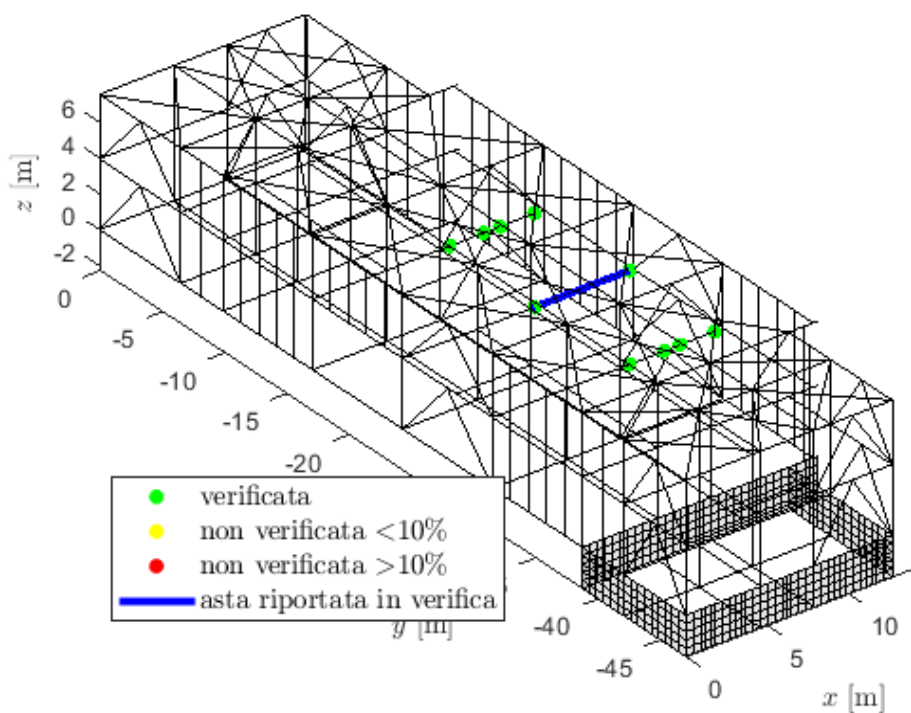 6
4
2
0
-2
z [m]
0
-5
-10
-15
-20
-40
-45
y [m]
0
5
10
x [m]
verificata
non verificata <10%
non verificata >10%
asta riportata in verifica